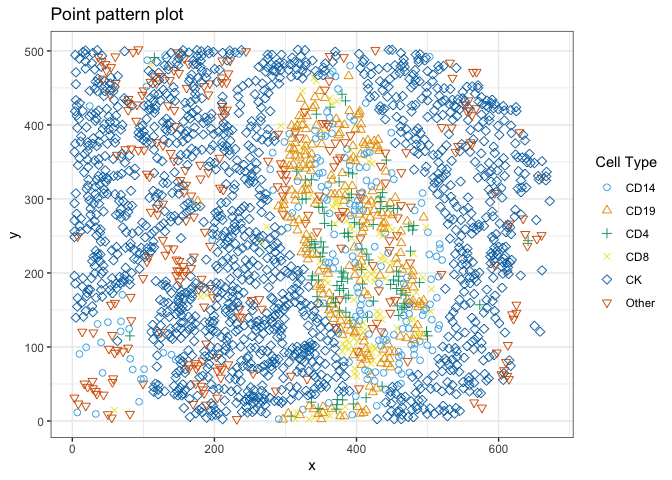 Point pattern plot
500
400
300
200
100
0
y
0
200
400
600
x
Cell Type
CD14
CD19
CD4
CD8
CK
Other